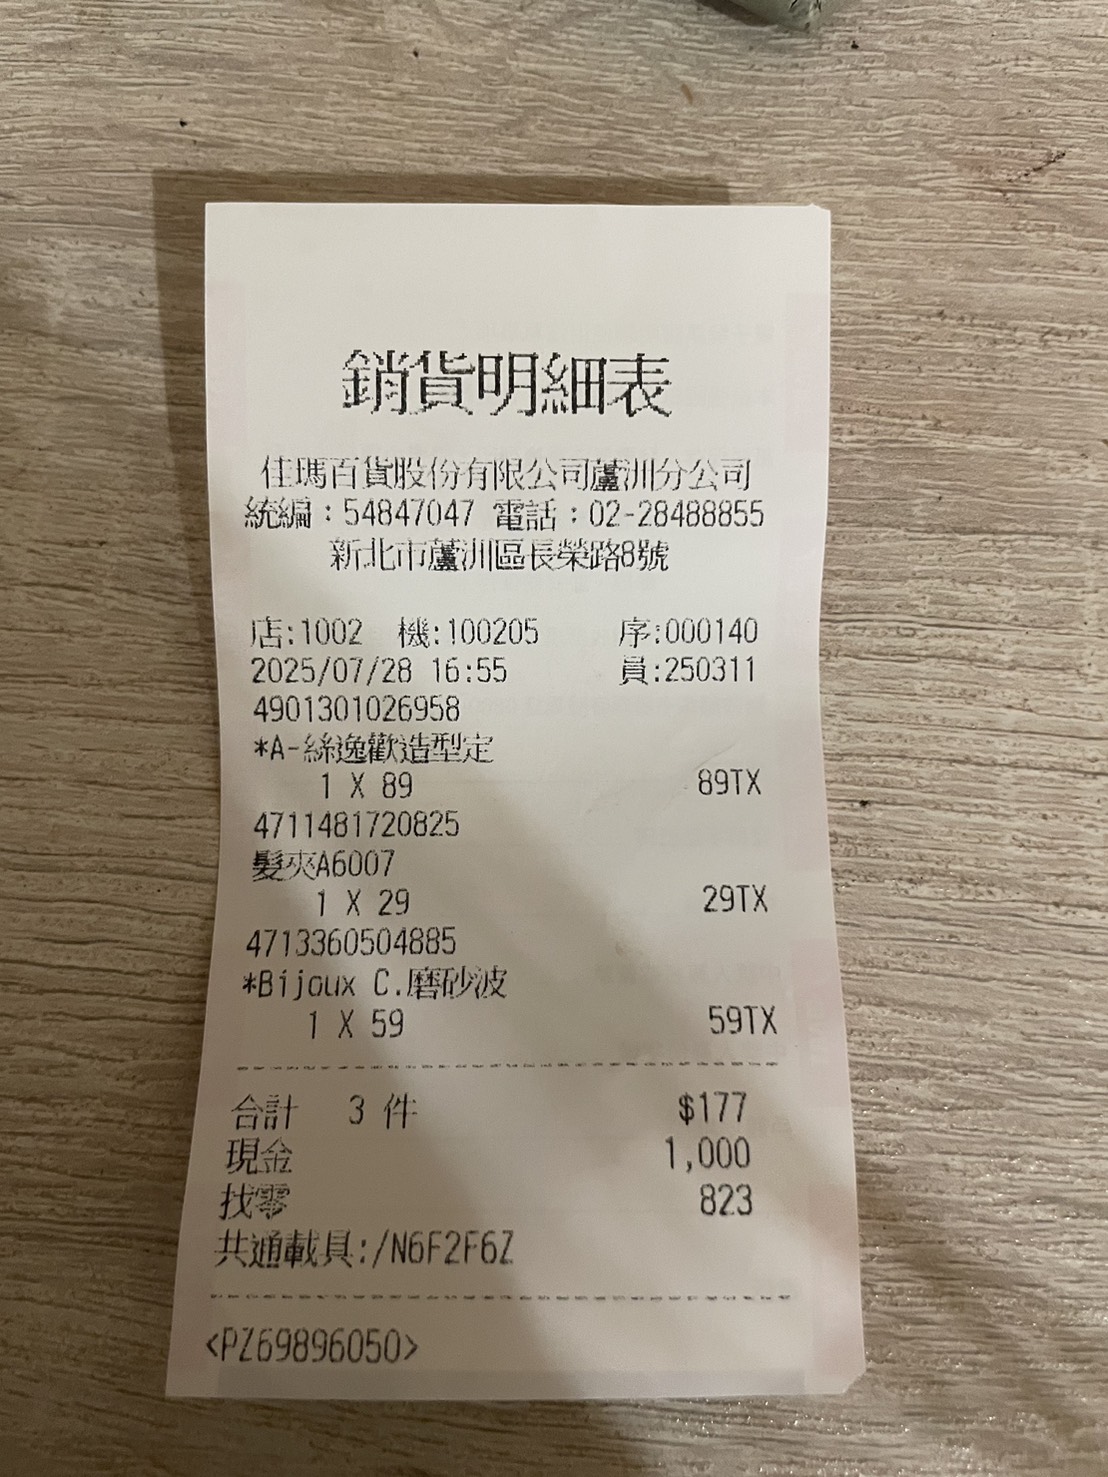 銷貨明細表
佳瑪百貨股份有限公司蘆洲分公司
統編：54847047 電話：02-28488855
新北市蘆洲區長榮路8號
店:1002 機:100205 序:000140
2025/07/28 16:55 員:250311
4901301026958
*A-絲逸歡造型定
1 X 89 89TX
4711481720825
髮夾A6007
1 X 29 29TX
4713360504885
*Bijoux C.磨砂波
1 X 59 59TX
合計 3 件 $177
現金 1,000
找零 823
共通載具:/N6F2F6Z
<PZ69896050>